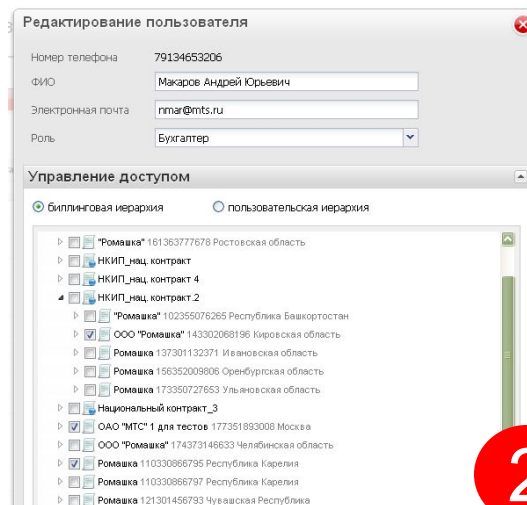 Редактирование пользователя
Номер телефона 79134653206
ФИО Макаров Андрей Юрьевич
Электронная почта nmar@mts.ru
Роль Бухгалтер
Управление доступом
биллинговая иерархия пользовательская иерархия
"Ромашка" 161363777678 Ростовская область
НКИП_нац. контракт
НКИП_нац. контракт 4
НКИП_нац. контракт.2
"Ромашка" 102355076265 Республика Башкортостан
ООО "Ромашка" 143302068196 Кировская область
Ромашка 137301132371 Ивановская область
Ромашка 156352009806 Оренбургская область
Ромашка 173350727653 Ульяновская область
Национальный контракт_3
ОАО "МТС" 1 для тестов 177351893008 Москва
ООО "Ромашка" 174373146633 Челябинская область
Ромашка 110330866795 Республика Карелия
Ромашка 110330866797 Республика Карелия
Ромашка 121301456793 Чувашская Республика
2